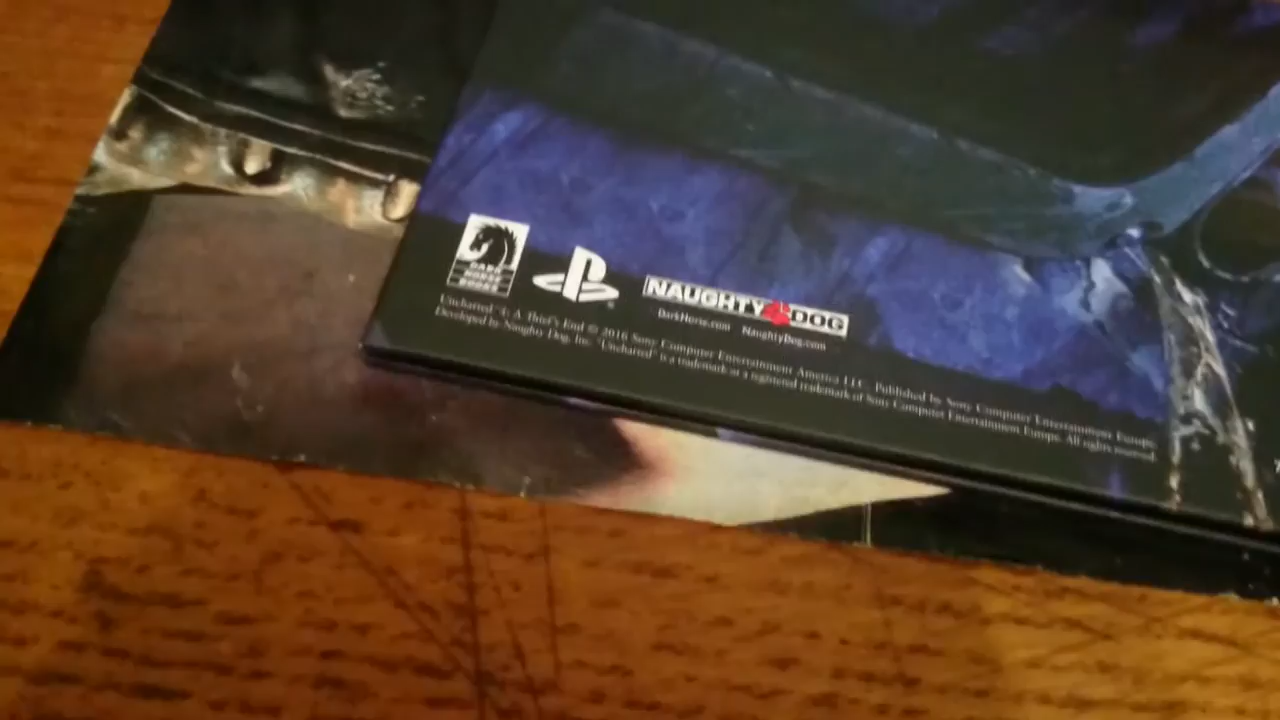 DARK
HORSE
BOOKS
NAUGHTY DOG
DarkHorse.com NaughtyDog.com
Uncharted™ 4: A Thief's End © 2016 Sony Computer Entertainment America LLC. Published by Sony Computer Entertainment Europe.
Developed by Naughty Dog, Inc. "Uncharted" is a trademark or a registered trademark of Sony Computer Entertainment Europe. All rights reserved.